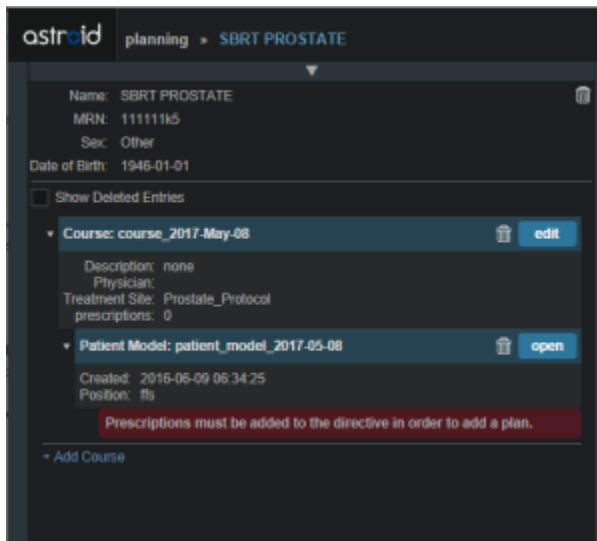 astroid planning » SBRT PROSTATE
Name: SBRT PROSTATE
MRN: 111111k5
Sex: Other
Date of Birth: 1946-01-01
Show Deleted Entries
Course: course_2017-May-08 edit
Description: none
Physician:
Treatment Site: Prostate_Protocol
prescriptions: 0
Patient Model: patient_model_2017-05-08 open
Created: 2016-06-09 06:34:25
Position: ffs
Prescriptions must be added to the directive in order to add a plan.
+ Add Course